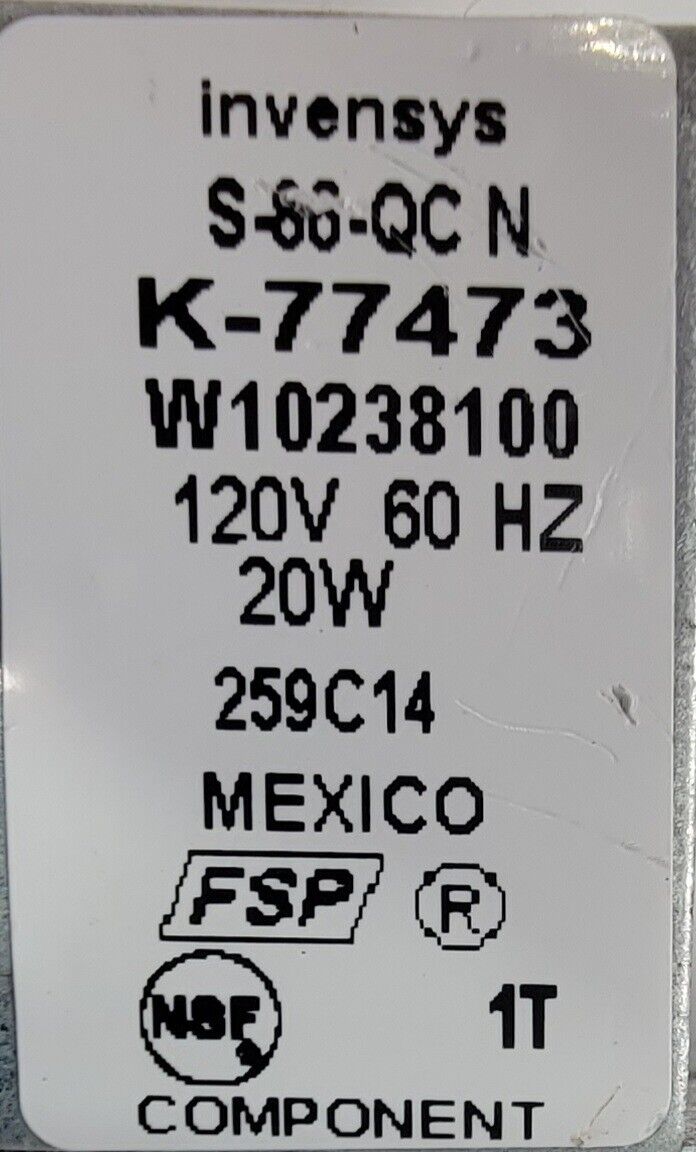 invensys
S-86-QC N
K-77473
W10238100
120V 60 HZ
20W
259C14
MEXICO
FSP ®
NSF®
1T
COMPONENT